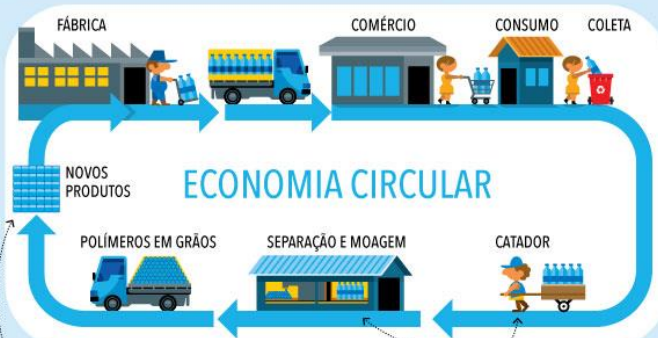 FÁBRICA
COMÉRCIO
CONSUMO
COLETA
NOVOS
PRODUTOS
ECONOMIA CIRCULAR
POLÍMEROS EM GRÃOS
SEPARAÇÃO E MOAGEM
CATADOR